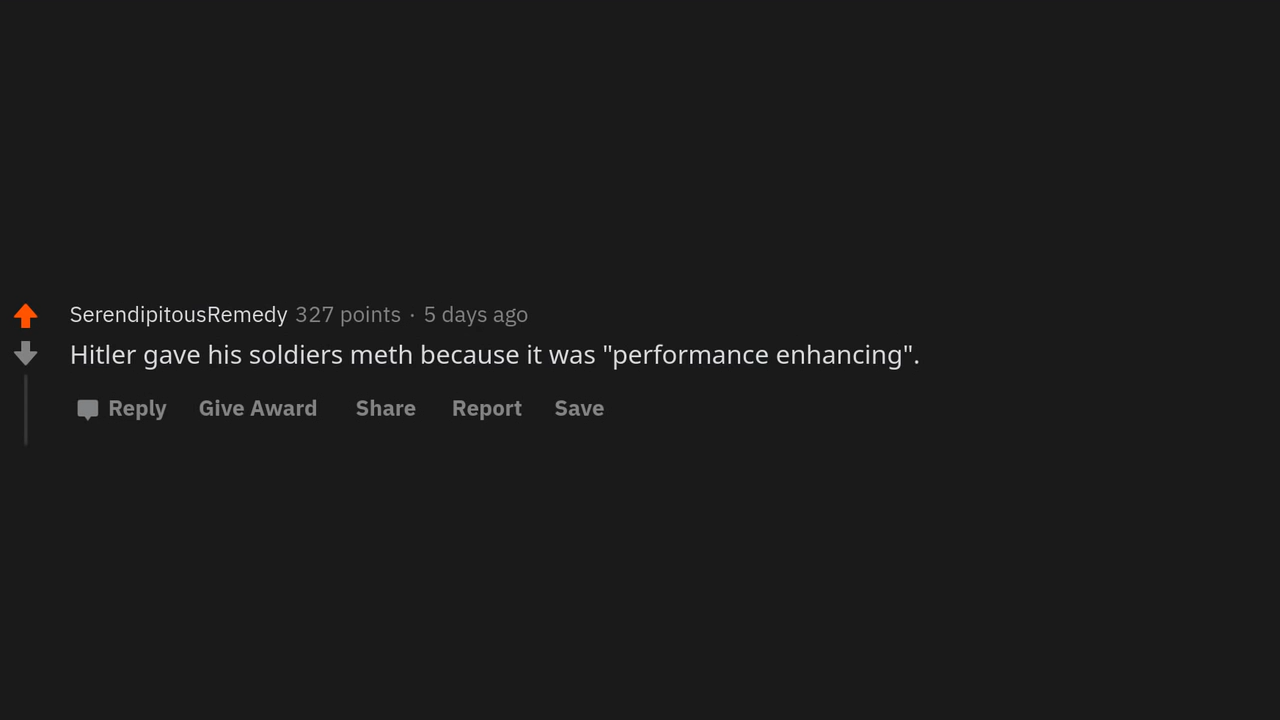 SerendipitousRemedy 327 points · 5 days ago
Hitler gave his soldiers meth because it was "performance enhancing".
Reply Give Award Share Report Save